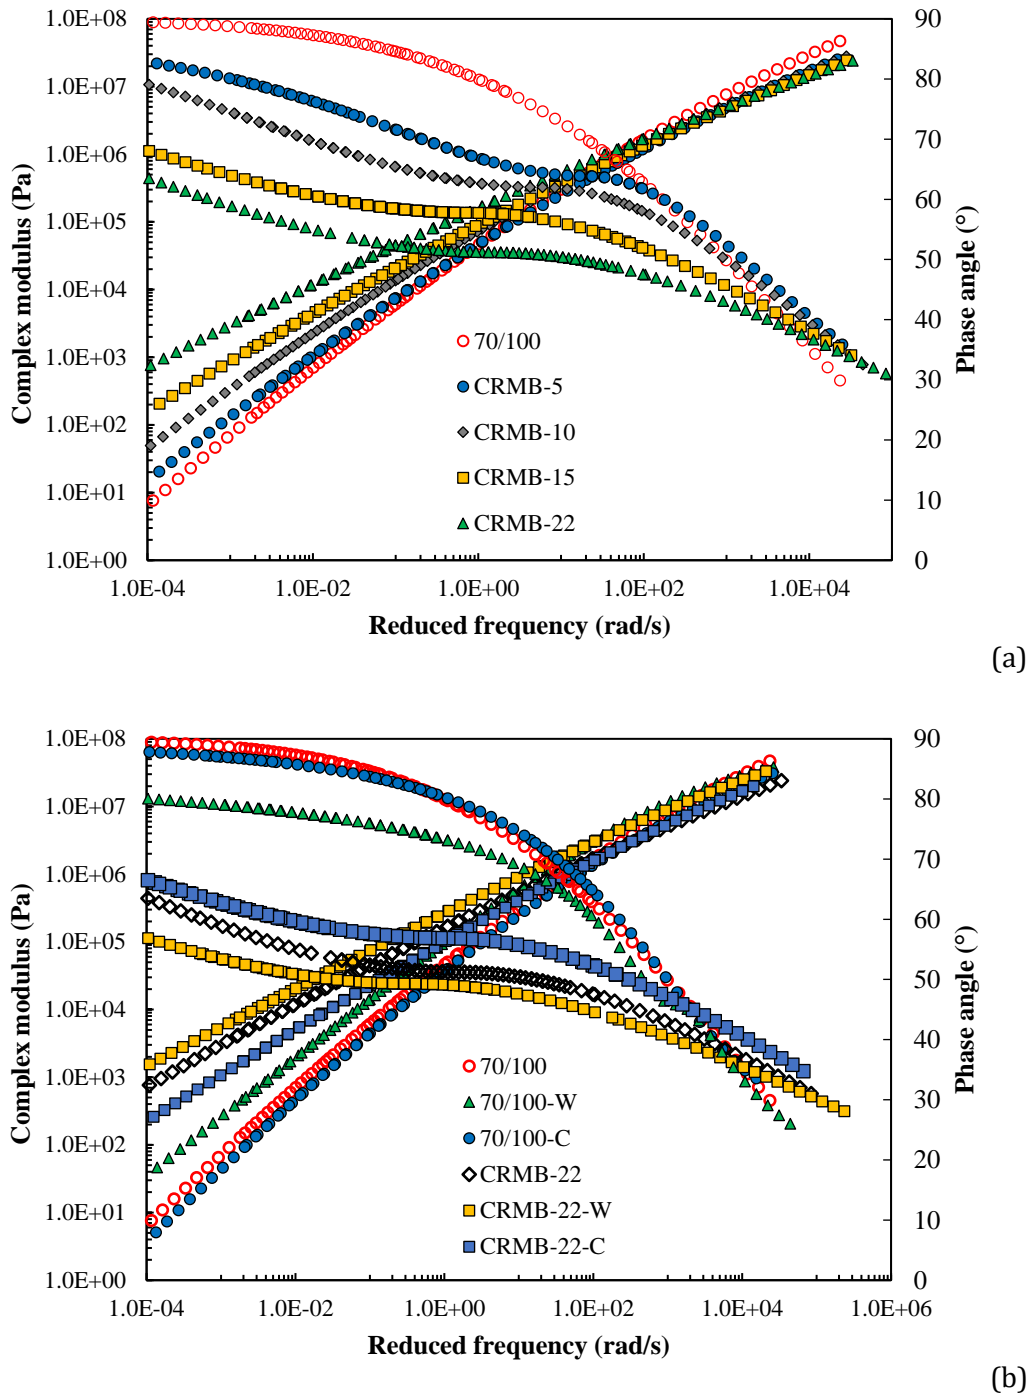 1.0E+08
1.0E+07
1.0E+06
1.0E+05
1.0E+04
1.0E+03
1.0E+02
1.0E+01
1.0E+00
Complex modulus (Pa)
90
80
70
60
50
40
30
20
10
0
Phase angle (°)
70/100
CRMB-5
CRMB-10
CRMB-15
CRMB-22
1.0E-04 1.0E-02 1.0E+00 1.0E+02 1.0E+04
Reduced frequency (rad/s)
(a)
1.0E+08
1.0E+07
1.0E+06
1.0E+05
1.0E+04
1.0E+03
1.0E+02
1.0E+01
1.0E+00
Complex modulus (Pa)
90
80
70
60
50
40
30
20
10
0
Phase angle (°)
70/100
70/100-W
70/100-C
CRMB-22
CRMB-22-W
CRMB-22-C
1.0E-04 1.0E-02 1.0E+00 1.0E+02 1.0E+04 1.0E+06
Reduced frequency (rad/s)
(b)